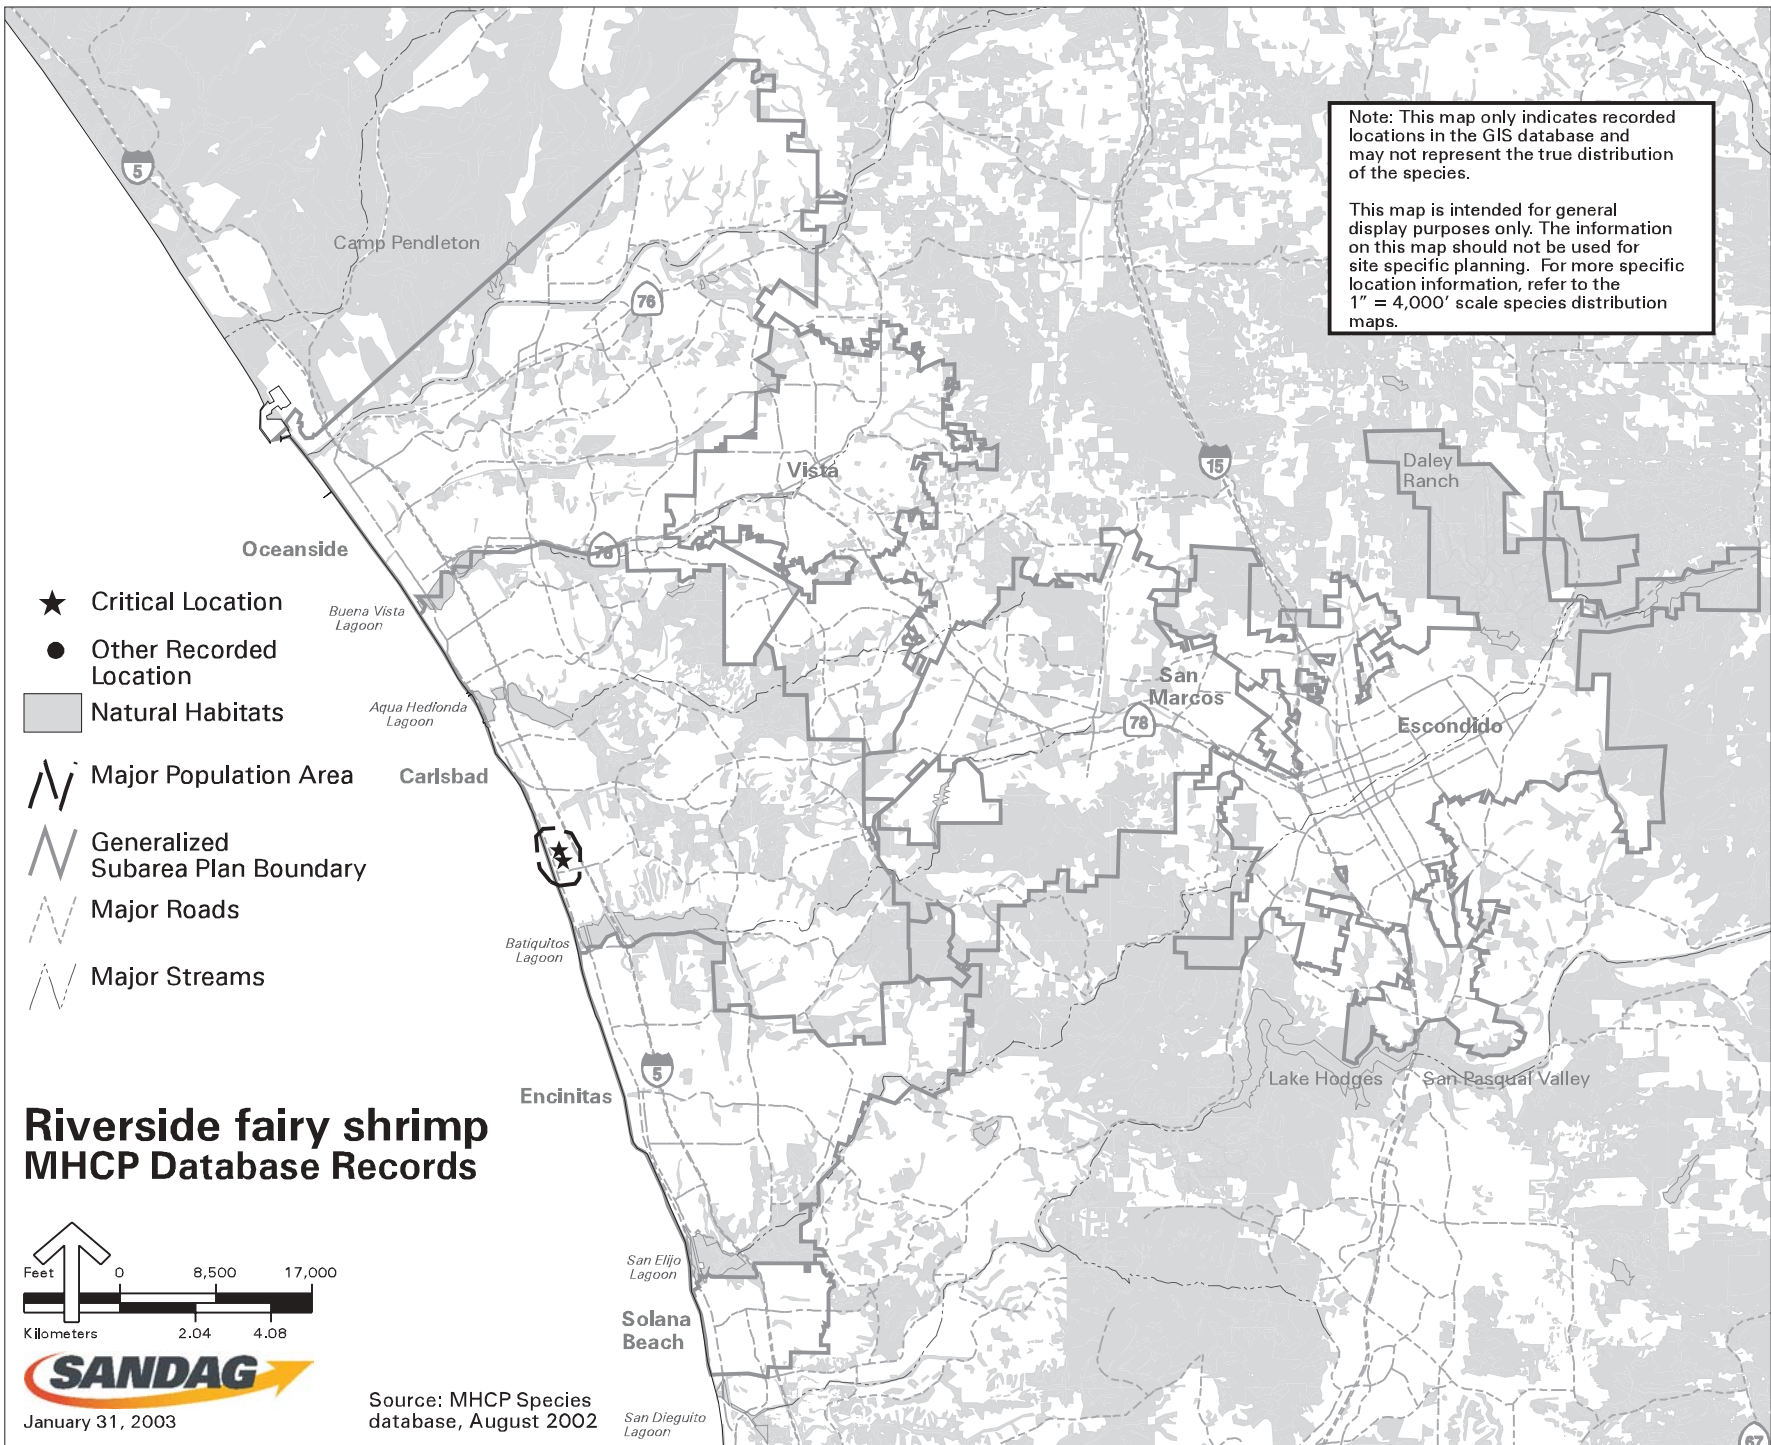 Note: This map only indicates recorded
locations in the GIS database and
may not represent the true distribution
of the species.
This map is intended for general
display purposes only. The information
on this map should not be used for
site specific planning. For more specific
location information, refer to the
1” = 4,000’ scale species distribution
maps.
5
Camp Pendleton
76
15
Daley
Ranch
Vista
Oceanside
78
Buena Vista
Lagoon
San
Marcos
78
Escondido
Aqua Hedionda
Lagoon
Carlsbad
Batiquitos
Lagoon
5
Encinitas
Lake Hodges
San Pasqual Valley
San Elijo
Lagoon
Solana
Beach
San Dieguito
Lagoon
67
Critical Location
Other Recorded
Location
Natural Habitats
Major Population Area
Generalized
Subarea Plan Boundary
Major Roads
Major Streams
Riverside fairy shrimp
MHCP Database Records
Feet 0 8,500 17,000
Kilometers 2.04 4.08
SANDAG
January 31, 2003
Source: MHCP Species
database, August 2002